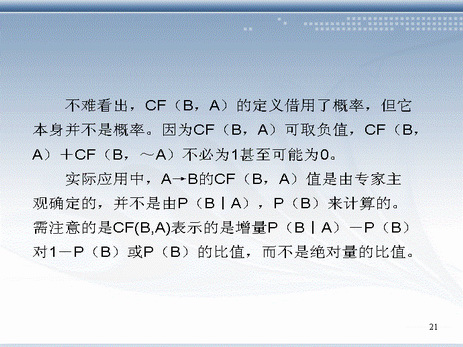 不难看出，CF（B，A）的定义借用了概率，但它
本身并不是概率。因为CF（B，A）可取负值，CF（B，
A）＋CF（B，～A）不必为1甚至可能为0。
实际应用中，A→B的CF（B，A）值是由专家主
观确定的，并不是由P（B｜A），P（B）来计算的。
需注意的是CF(B,A)表示的是增量P（B｜A）－P（B）
对1－P（B）或P（B）的比值，而不是绝对量的比值。
21